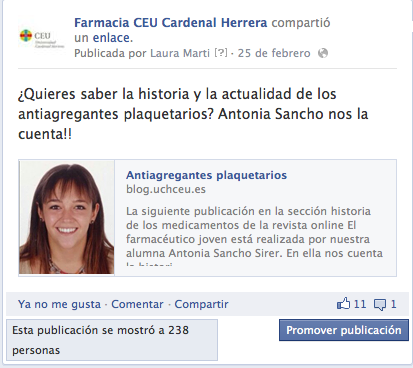 Farmacia CEU Cardenal Herrera compartió
un enlace.
Publicada por Laura Marti [?] · 25 de febrero ·
CEU
Universidad
Cardenal Herrera
¿Quieres saber la historia y la actualidad de los
antiagregantes plaquetarios? Antonia Sancho nos la
cuenta!!
Antiagregantes plaquetarios
blog.uchceu.es
La siguiente publicación en la sección historia
de los medicamentos de la revista online El
farmacéutico joven está realizada por nuestra
alumna Antonia Sancho Sirer. En ella nos cuenta
la histori
Ya no me gusta · Comentar · Compartir
11 1
Esta publicación se mostró a 238
personas
Promover publicación